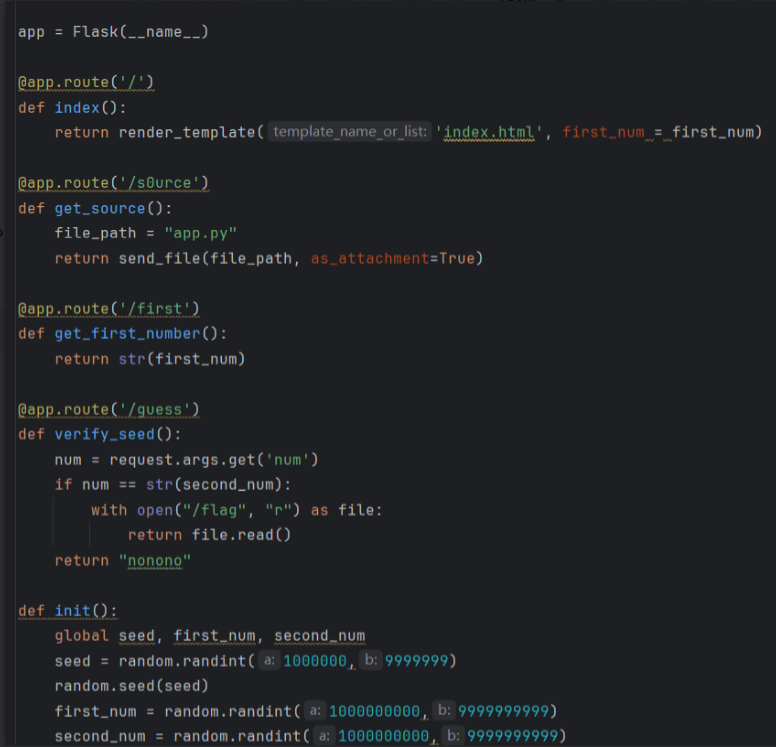 app = Flask(__name__)
@app.route('/')
def index():
    return render_template( template_name_or_list: 'index.html', first_num = first_num)
@app.route('/s0urce')
def get_source():
    file_path = "app.py"
    return send_file(file_path, as_attachment=True)
@app.route('/first')
def get_first_number():
    return str(first_num)
@app.route('/guess')
def verify_seed():
    num = request.args.get('num')
    if num == str(second_num):
        with open("/flag", "r") as file:
            return file.read()
    return "nonono"
def init():
    global seed, first_num, second_num
    seed = random.randint( a: 1000000, b: 9999999)
    random.seed(seed)
    first_num = random.randint( a: 1000000000, b: 9999999999)
    second_num = random.randint( a: 1000000000, b: 9999999999)